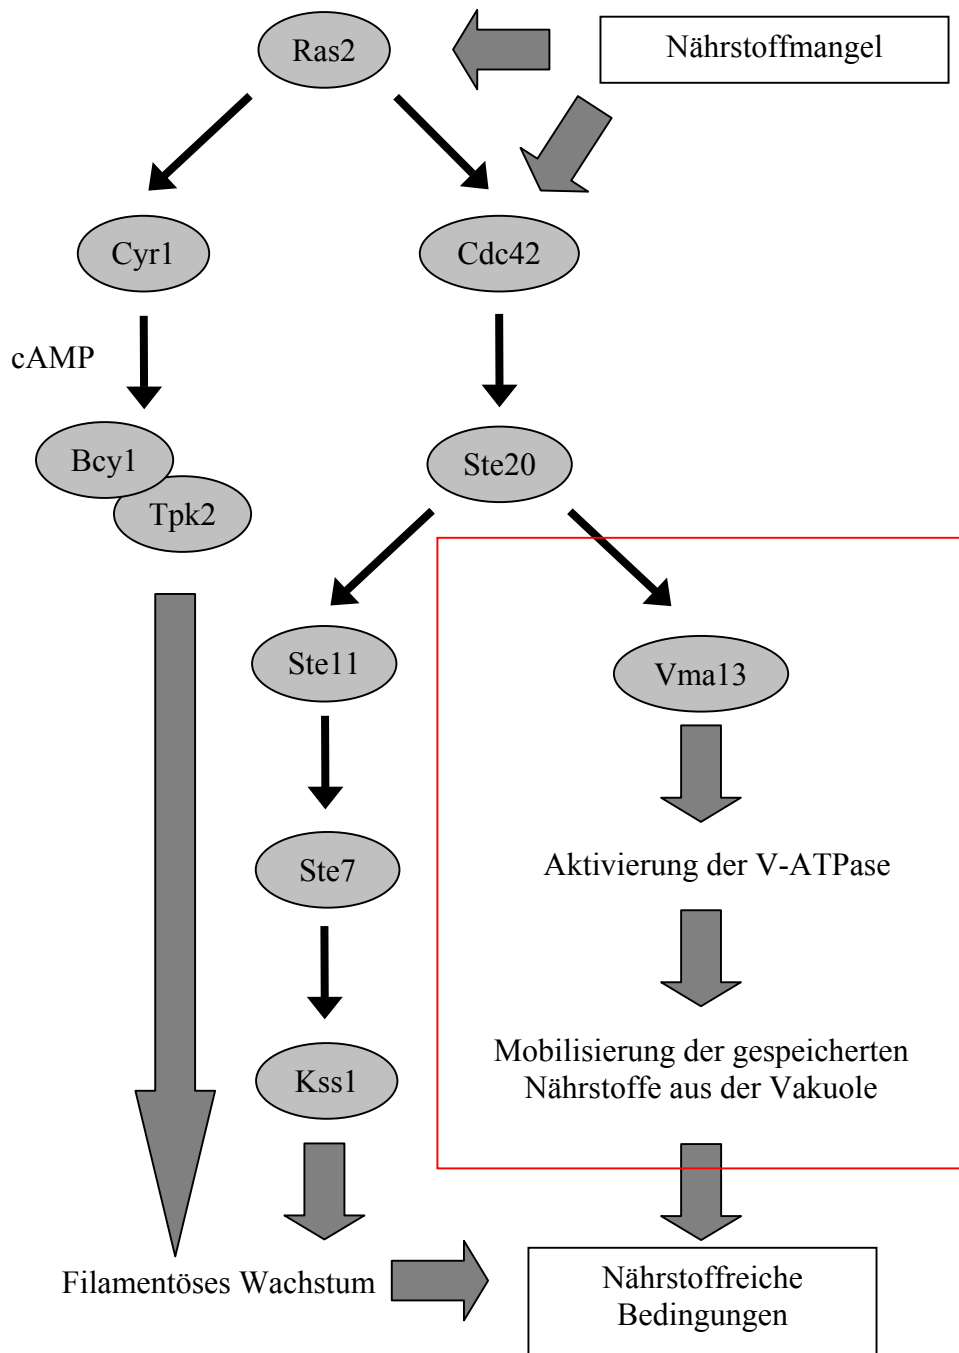 Ras2
Nährstoffmangel
Cyr1
Cdc42
cAMP
Bcy1
Tpk2
Ste20
Ste11
Vma13
Ste7
Aktivierung der V-ATPase
Kss1
Mobilisierung der gespeicherten
Nährstoffe aus der Vakuole
Filamentöses Wachstum
Nährstoffreiche
Bedingungen